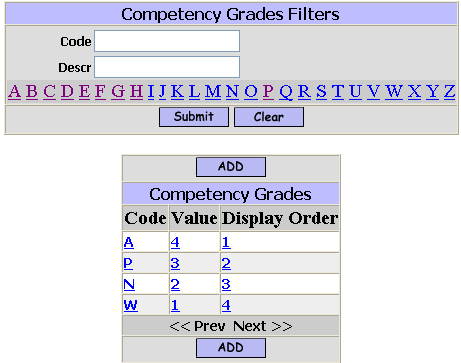 Competency Grades Filters
Code
Descr
A B C D E F G H I J K L M N O P Q R S T U V W X Y Z
Submit Clear
ADD
Competency Grades
Code Value Display Order
A 4 1
P 3 2
N 2 3
W 1 4
<< Prev Next >>
ADD